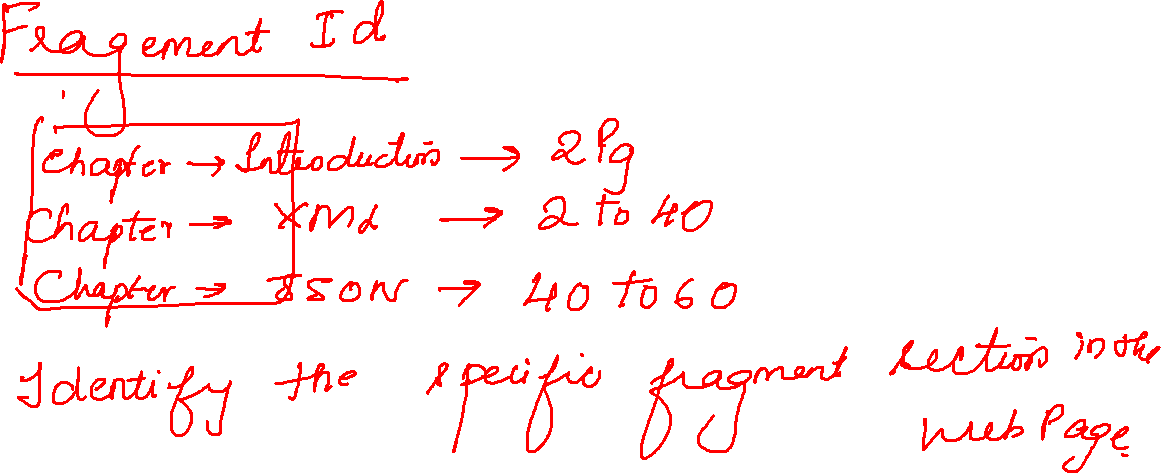 Fragement Id
Chapter → Introduction → 2 Pg
Chapter → XML → 2 To 40
Chapter → JSON → 40 To 60
Identify the specific fragment section in the
web Page.